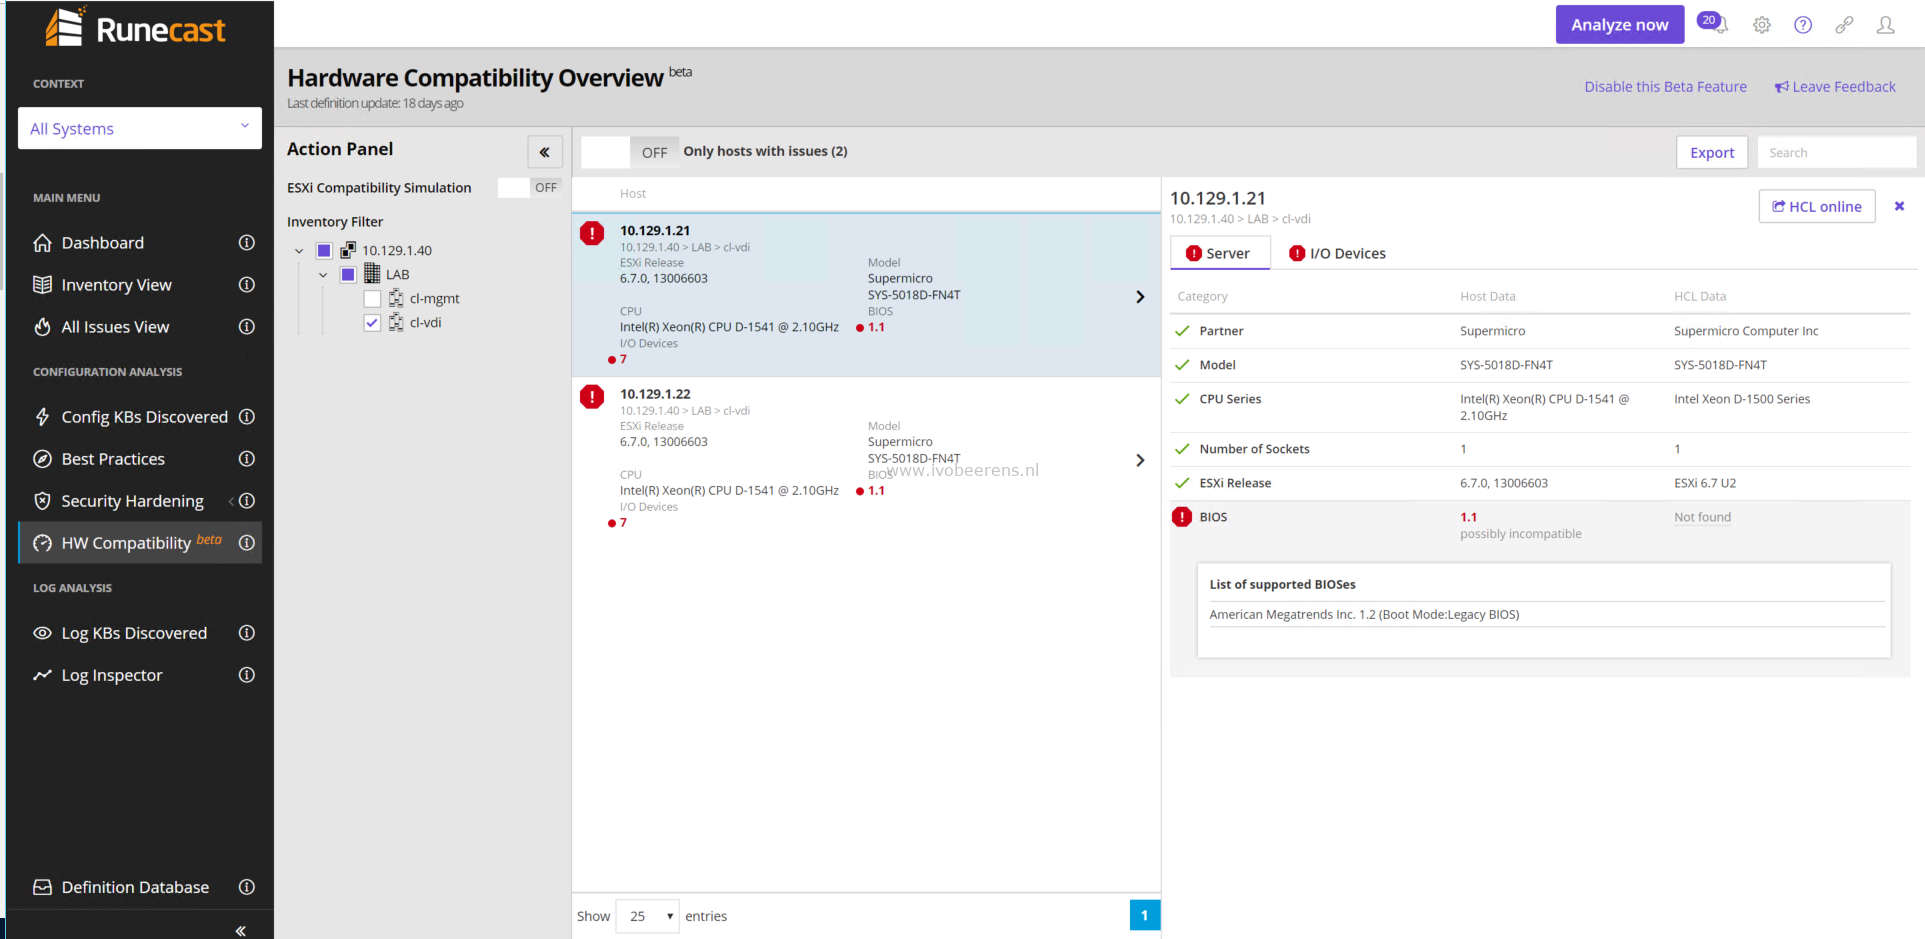 Runecast
CONTEXT
All Systems
MAIN MENU
Dashboard
Inventory View
All Issues View
CONFIGURATION ANALYSIS
Config KBs Discovered
Best Practices
Security Hardening
HW Compatibility beta
LOG ANALYSIS
Log KBs Discovered
Log Inspector
Definition Database
Analyze now
20
Hardware Compatibility Overview beta
Last definition update: 18 days ago
Disable this Beta Feature
Leave Feedback
Action Panel
ESXi Compatibility Simulation OFF
Inventory Filter
10.129.1.40
LAB
cl-mgmt
cl-vdi
OFF Only hosts with issues (2)
Export
Search
Host
10.129.1.21
10.129.1.40 > LAB > cl-vdi
ESXi Release
6.7.0, 13006603
Model
Supermicro
SYS-5018D-FN4T
CPU
Intel(R) Xeon(R) CPU D-1541 @ 2.10GHz
BIOS
1.1
I/O Devices
7
10.129.1.22
10.129.1.40 > LAB > cl-vdi
ESXi Release
6.7.0, 13006603
Model
Supermicro
SYS-5018D-FN4T
CPU
Intel(R) Xeon(R) CPU D-1541 @ 2.10GHz
BIOS
1.1
I/O Devices
7
www.ivobeerens.nl
Show 25 entries
1
10.129.1.21
10.129.1.40 > LAB > cl-vdi
HCL online
Server
I/O Devices
Category Host Data HCL Data
Partner Supermicro Supermicro Computer Inc
Model SYS-5018D-FN4T SYS-5018D-FN4T
CPU Series Intel(R) Xeon(R) CPU D-1541 @ Intel Xeon D-1500 Series
2.10GHz
Number of Sockets 1 1
ESXi Release 6.7.0, 13006603 ESXi 6.7 U2
BIOS 1.1 Not found
possibly incompatible
List of supported BIOSes
American Megatrends Inc. 1.2 (Boot Mode:Legacy BIOS)